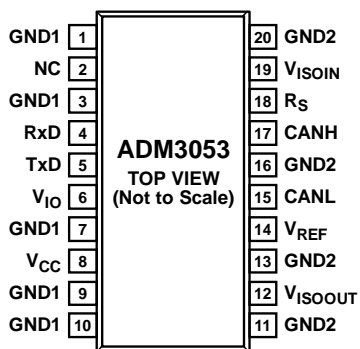 GND1 1 20 GND2
NC 2 19 VISOIN
GND1 3 18 RS
RxD 4 17 CANH
ADM3053
TxD 5 16 GND2
TOP VIEW
(Not to Scale)
VIO 6 15 CANL
GND1 7 14 VREF
VCC 8 13 GND2
GND1 9 12 VISOOUT
GND1 10 11 GND2